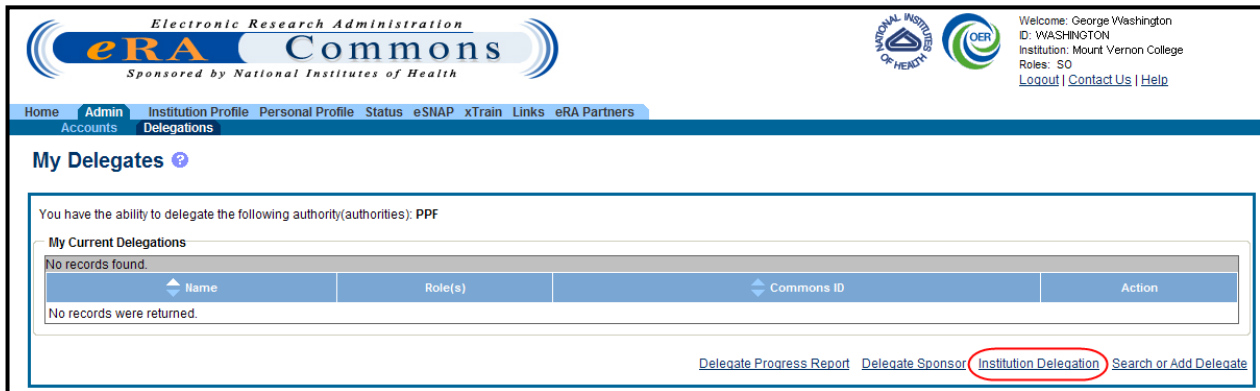 Electronic Research Administration
eRA Commons
Sponsored by National Institutes of Health
NATIONAL INSTITUTES OF HEALTH
OER
Welcome: George Washington
ID: WASHINGTON
Institution: Mount Vernon College
Roles: SO
Logout | Contact Us | Help
Home Admin Institution Profile Personal Profile Status eSNAP xTrain Links eRA Partners
Accounts Delegations
My Delegates ?
You have the ability to delegate the following authority(authorities): PPF
My Current Delegations
No records found.
Name Role(s) Commons ID Action
No records were returned.
Delegate Progress Report Delegate Sponsor Institution Delegation Search or Add Delegate